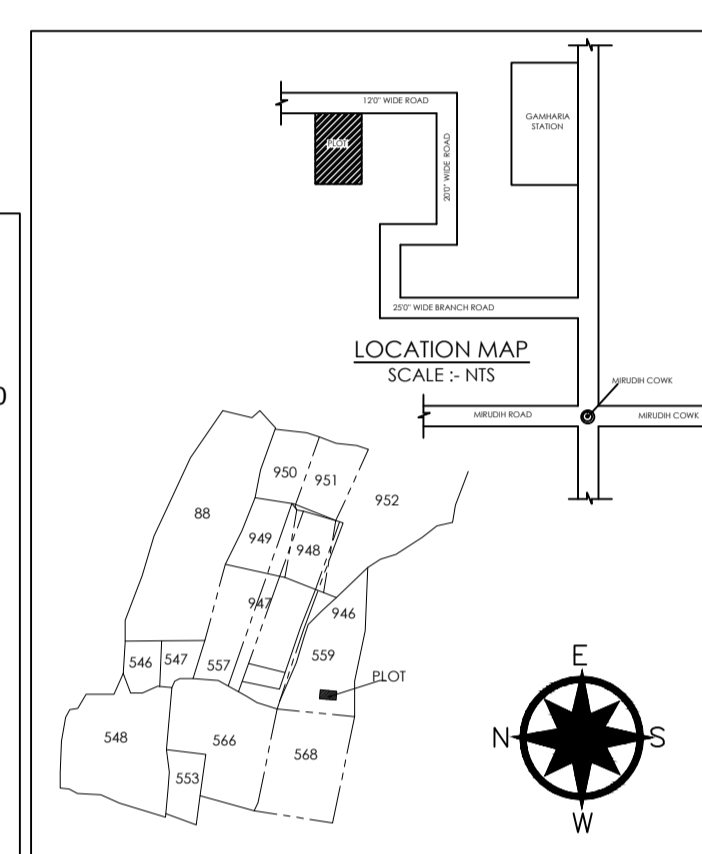 12'0" WIDE ROAD
GAMHARIA
STATION
PLOT
20'0" WIDE ROAD
25'0" WIDE BRANCH ROAD
LOCATION MAP
SCALE :- NTS
MIRUDIH COWK
MIRUDIH ROAD
MIRUDIH COWK
0
950
951
952
88
949
948
947
946
559
546
547
557
PLOT
548
566
568
553
E
N
S
W